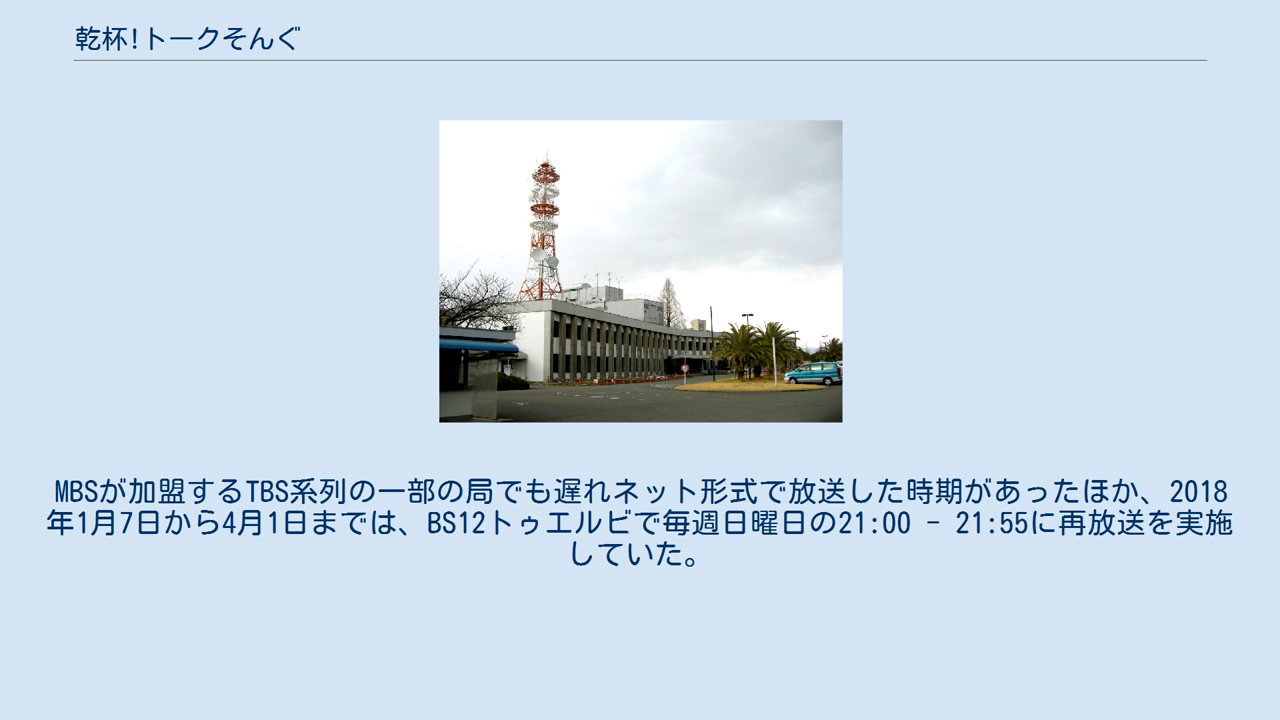 乾杯!トークそんぐ
MBSが加盟するTBS系列の一部の局でも遅れネット形式で放送した時期があったほか、2018
年1月7日から4月1日までは、BS12トゥエルビで毎週日曜日の21:00 - 21:55に再放送を実施
していた。